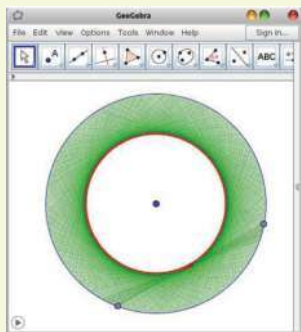 GeoGebra
File Edit View Options Tools Window Help
Sign in...
A
ABC